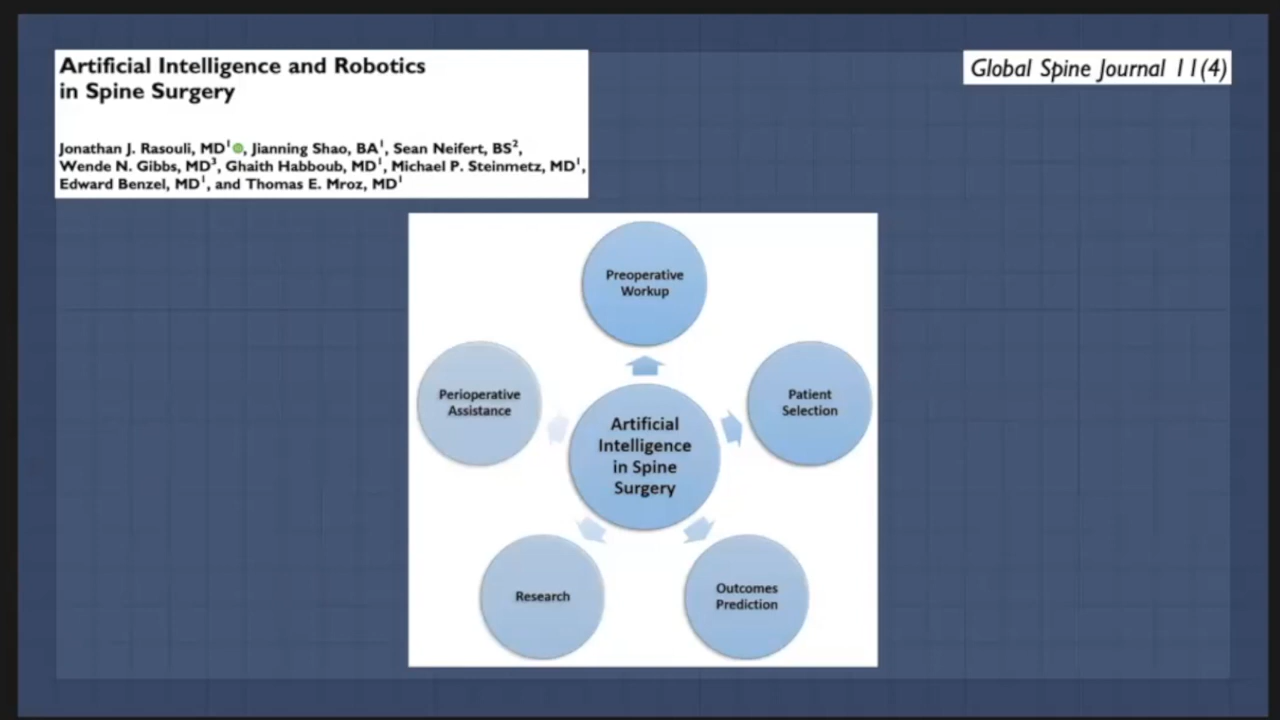 Artificial Intelligence and Robotics
in Spine Surgery
Global Spine Journal 11(4)
Jonathan J. Rasouli, MD¹, Jianning Shao, BA¹, Sean Neifert, BS²,
Wende N. Gibbs, MD³, Ghaith Habboub, MD¹, Michael P. Steinmetz, MD¹,
Edward Benzel, MD¹, and Thomas E. Mroz, MD¹
Preoperative
Workup
Perioperative
Assistance
Patient
Selection
Artificial
Intelligence
in Spine
Surgery
Research
Outcomes
Prediction